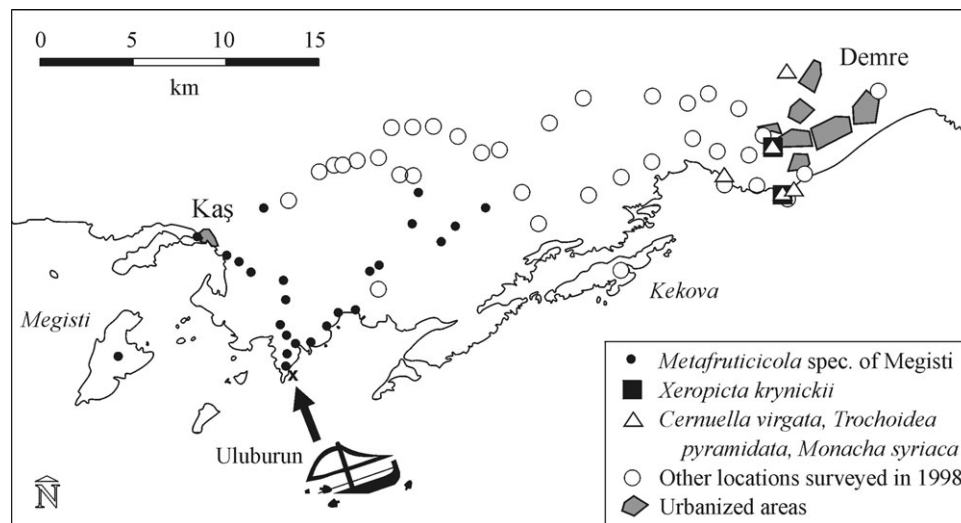 0 5 10 15
km
Demre
Kaş
Megisti
Kekova
x
Uluburun
N
Metafruticicola spec. of Megisti
Xeropicta krynickii
Cernuella virgata, Trochoidea
pyramidata, Monacha syriaca
Other locations surveyed in 1998
Urbanized areas